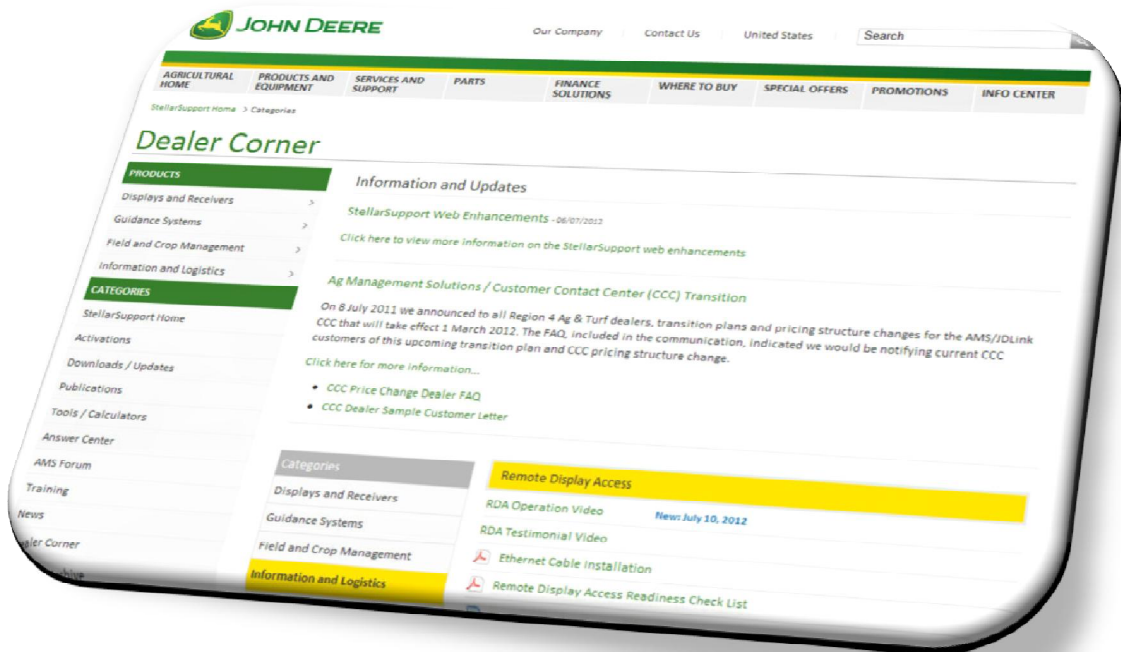 JOHN DEERE
Our Company
Contact Us
United States
Search
AGRICULTURAL HOME
PRODUCTS AND EQUIPMENT
SERVICES AND SUPPORT
PARTS
FINANCE SOLUTIONS
WHERE TO BUY
SPECIAL OFFERS
PROMOTIONS
INFO CENTER
StellarSupport Home > Categories
Dealer Corner
PRODUCTS
Displays and Receivers >
Guidance Systems >
Field and Crop Management >
Information and Logistics >
CATEGORIES
StellarSupport Home
Activations
Downloads / Updates
Publications
Tools / Calculators
Answer Center
AMS Forum
Training
News
Corner
Information and Updates
StellarSupport Web Enhancements - 06/07/2012
Click here to view more information on the StellarSupport web enhancements
Ag Management Solutions / Customer Contact Center (CCC) Transition
On 8 July 2011 we announced to all Region 4 Ag & Turf dealers, transition plans and pricing structure changes for the AMS/JDLink
CCC that will take effect 1 March 2012. The FAQ, included in the communication, indicated we would be notifying current CCC
customers of this upcoming transition plan and CCC pricing structure change.
Click here for more information...
• CCC Price Change Dealer FAQ
• CCC Dealer Sample Customer Letter
Categories
Displays and Receivers
Guidance Systems
Field and Crop Management
Information and Logistics
Remote Display Access
RDA Operation Video New: July 10, 2012
RDA Testimonial Video
Ethernet Cable Installation
Remote Display Access Readiness Check List